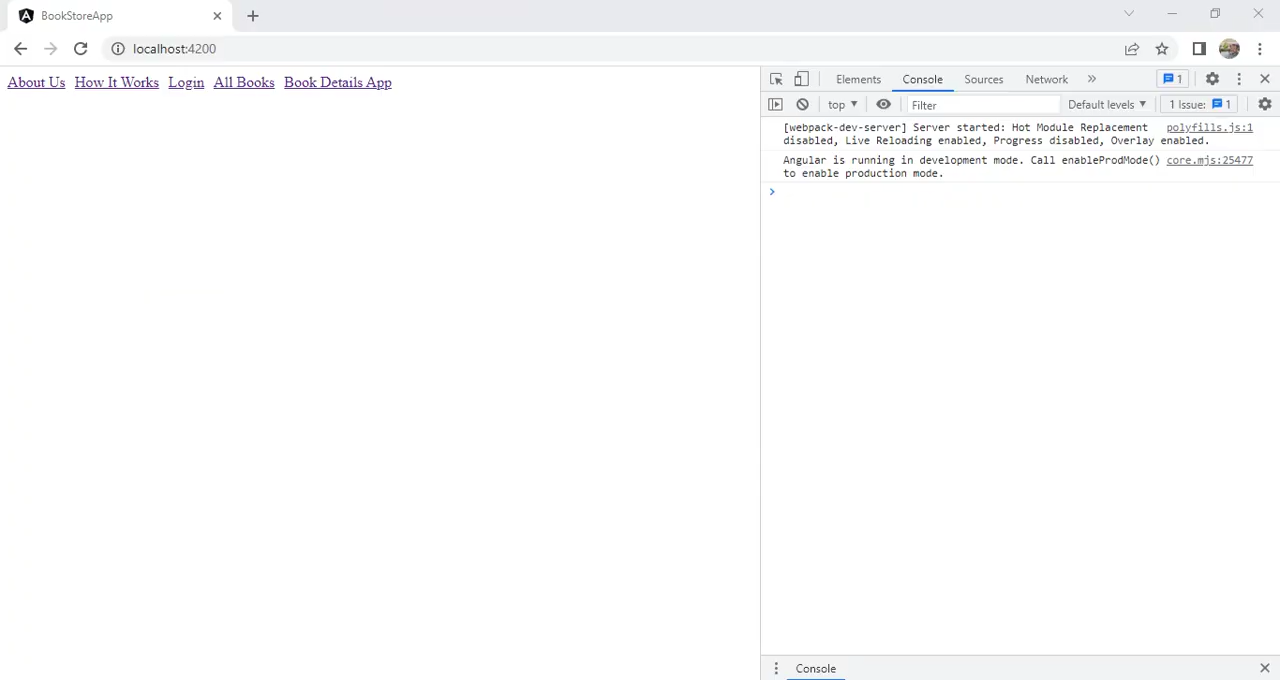 BookStoreApp
localhost:4200
About Us How It Works Login All Books Book Details App
Elements Console Sources Network » 1
top Filter Default levels 1 Issue: 1
[webpack-dev-server] Server started: Hot Module Replacement polyfills.js:1
disabled, Live Reloading enabled, Progress disabled, Overlay enabled.
Angular is running in development mode. Call enableProdMode() core.mjs:25477
to enable production mode.
Console